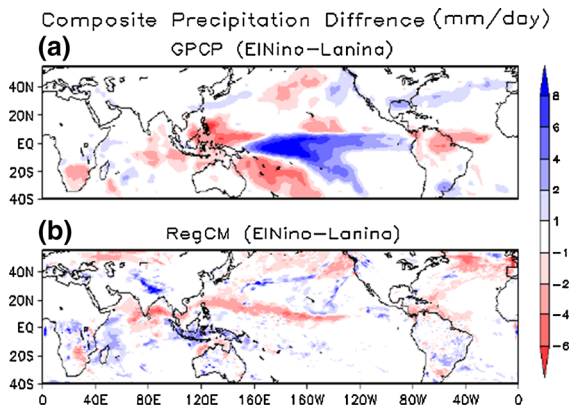 Composite Precipitation Diffrence (mm/day)
(a)
GPCP (ElNino-Lanina)
40N
20N
EQ
20S
40S
(b)
RegCM (ElNino-Lanina)
40N
20N
EQ
20S
40S
0
40E
80E
120E
160E
160W
120W
80W
40W
0
8
6
4
2
1
-1
-2
-4
-6